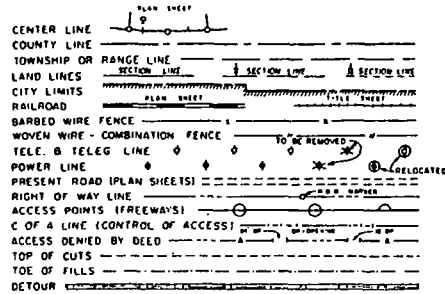 PLAN SHEET
CENTER LINE
COUNTY LINE
TOWNSHIP OR RANGE LINE
LAND LINES SECTION LINE SECTION LINE SECTION LINE
CITY LIMITS
PLAN SHEET TITLE SHEET
RAILROAD
BARBED WIRE FENCE
WOVEN WIRE - COMBINATION FENCE
TO BE REMOVED
TELE. & TELEG LINE
POWER LINE RELOCATED
PRESENT ROAD (PLAN SHEETS)
RIGHT OF WAY LINE MARKER
ACCESS POINTS (FREEWAYS)
C OF A LINE (CONTROL OF ACCESS)
ACCESS DENIED BY DEED
TOP OF CUTS
TOE OF FILLS
DETOUR